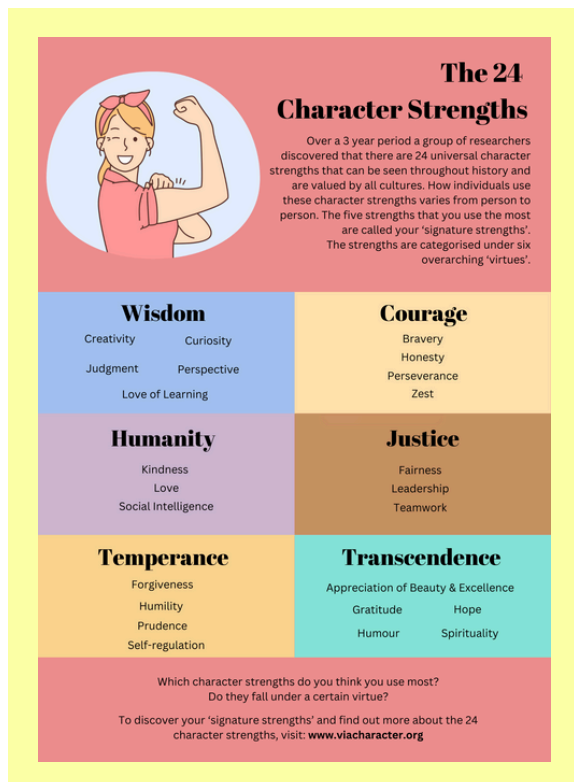 The 24
Character Strengths
Over a 3 year period a group of researchers
discovered that there are 24 universal character
strengths that can be seen throughout history and
are valued by all cultures. How individuals use
these character strengths varies from person to
person. The five strengths that you use the most
are called your ‘signature strengths’.
The strengths are categorised under six
overarching ‘virtues’.
Wisdom
Creativity Curiosity
Judgment Perspective
Love of Learning
Courage
Bravery
Honesty
Perseverance
Zest
Humanity
Kindness
Love
Social Intelligence
Justice
Fairness
Leadership
Teamwork
Temperance
Forgiveness
Humility
Prudence
Self-regulation
Transcendence
Appreciation of Beauty & Excellence
Gratitude Hope
Humour Spirituality
Which character strengths do you think you use most?
Do they fall under a certain virtue?
To discover your ‘signature strengths’ and find out more about the 24
character strengths, visit: www.viacharacter.org